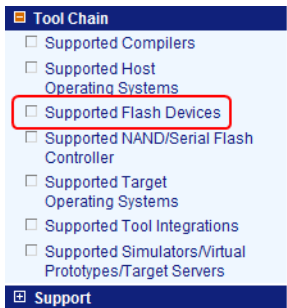 Tool Chain
Supported Compilers
Supported Host
Operating Systems
Supported Flash Devices
Supported NAND/Serial Flash
Controller
Supported Target
Operating Systems
Supported Tool Integrations
Supported Simulators/Virtual
Prototypes/Target Servers
Support